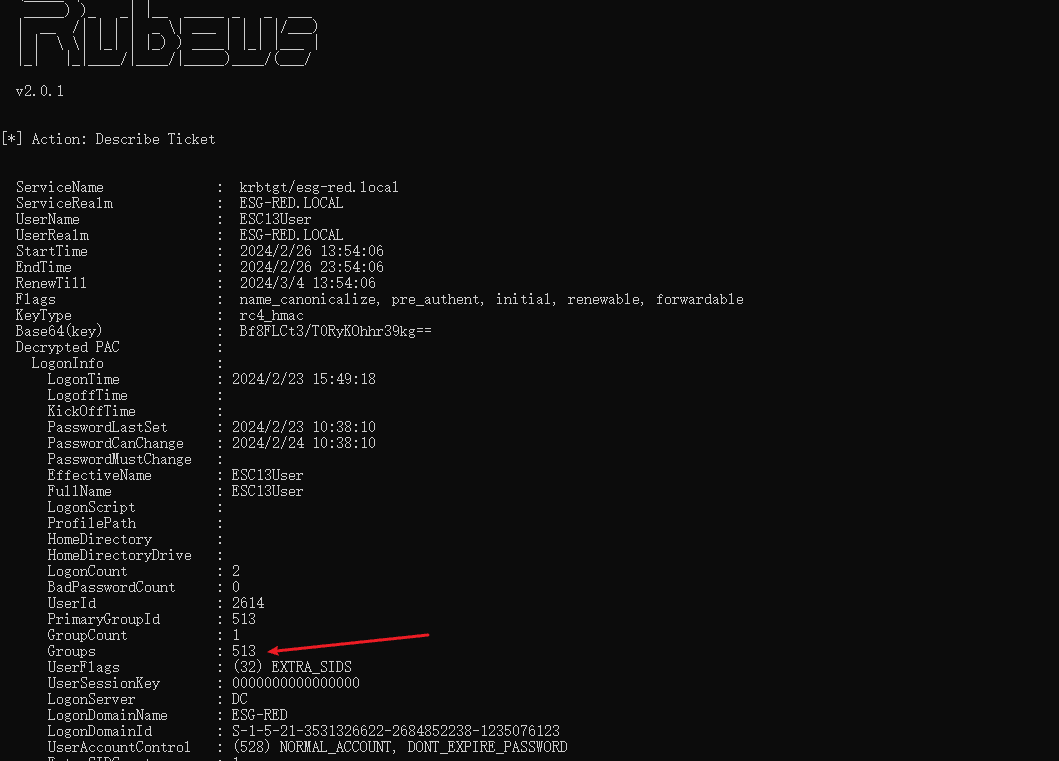 Rubeus
v2.0.1
[*] Action: Describe Ticket
ServiceName : krbtgt/esg-red.local
ServiceRealm : ESG-RED.LOCAL
UserName : ESC13User
UserRealm : ESG-RED.LOCAL
StartTime : 2024/2/26 13:54:06
EndTime : 2024/2/26 23:54:06
RenewTill : 2024/3/4 13:54:06
Flags : name_canonicalize, pre_authent, initial, renewable, forwardable
KeyType : rc4_hmac
Base64(key) : Bf8FLCt3/T0RyKOhhr39kg==
Decrypted PAC :
LogonInfo :
LogonTime : 2024/2/23 15:49:18
LogoffTime :
KickOffTime :
PasswordLastSet : 2024/2/23 10:38:10
PasswordCanChange : 2024/2/24 10:38:10
PasswordMustChange :
EffectiveName : ESC13User
FullName : ESC13User
LogonScript :
ProfilePath :
HomeDirectory :
HomeDirectoryDrive :
LogonCount : 2
BadPasswordCount : 0
UserId : 2614
PrimaryGroupId : 513
GroupCount : 1
Groups : 513
UserFlags : (32) EXTRA_SIDS
UserSessionKey : 0000000000000000
LogonServer : DC
LogonDomainName : ESG-RED
LogonDomainId : S-1-5-21-3531326622-2684852238-1235076123
UserAccountControl : (528) NORMAL_ACCOUNT, DONT_EXPIRE_PASSWORD